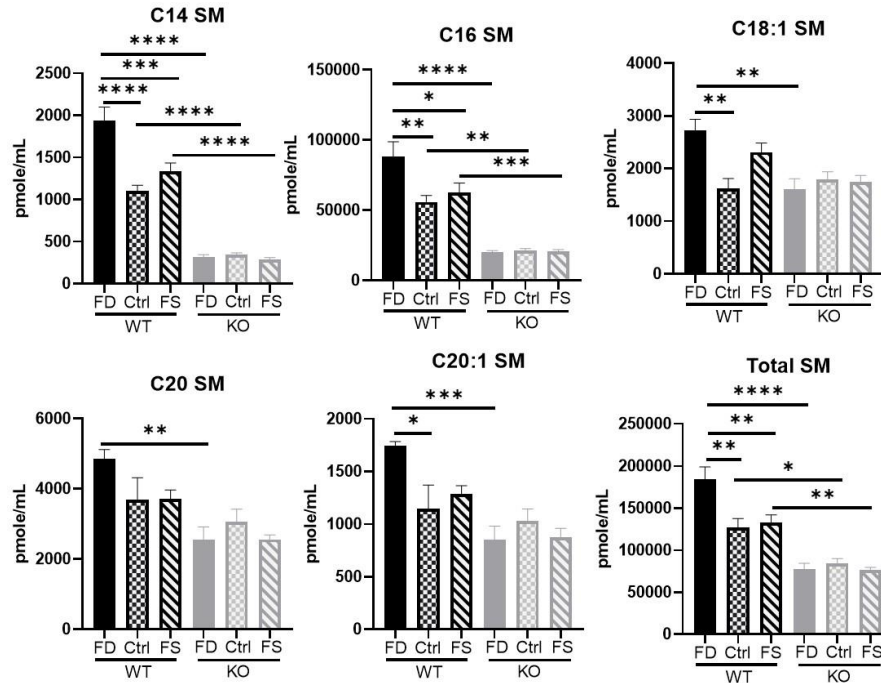 C14 SM
pmole/mL
2500
2000
1500
1000
500
0
****
***
****
****
****
FD Ctrl FS FD Ctrl FS
WT KO
C16 SM
pmole/mL
150000
100000
50000
0
****
*
**
**
***
FD Ctrl FS FD Ctrl FS
WT KO
C18:1 SM
pmole/mL
4000
3000
2000
1000
0
**
**
FD Ctrl FS FD Ctrl FS
WT KO
C20 SM
pmole/mL
6000
4000
2000
0
**
FD Ctrl FS FD Ctrl FS
WT KO
C20:1 SM
pmole/mL
2000
1500
1000
500
0
***
*
FD Ctrl FS FD Ctrl FS
WT KO
Total SM
pmole/mL
250000
200000
150000
100000
50000
0
****
**
**
*
**
FD Ctrl FS FD Ctrl FS
WT KO